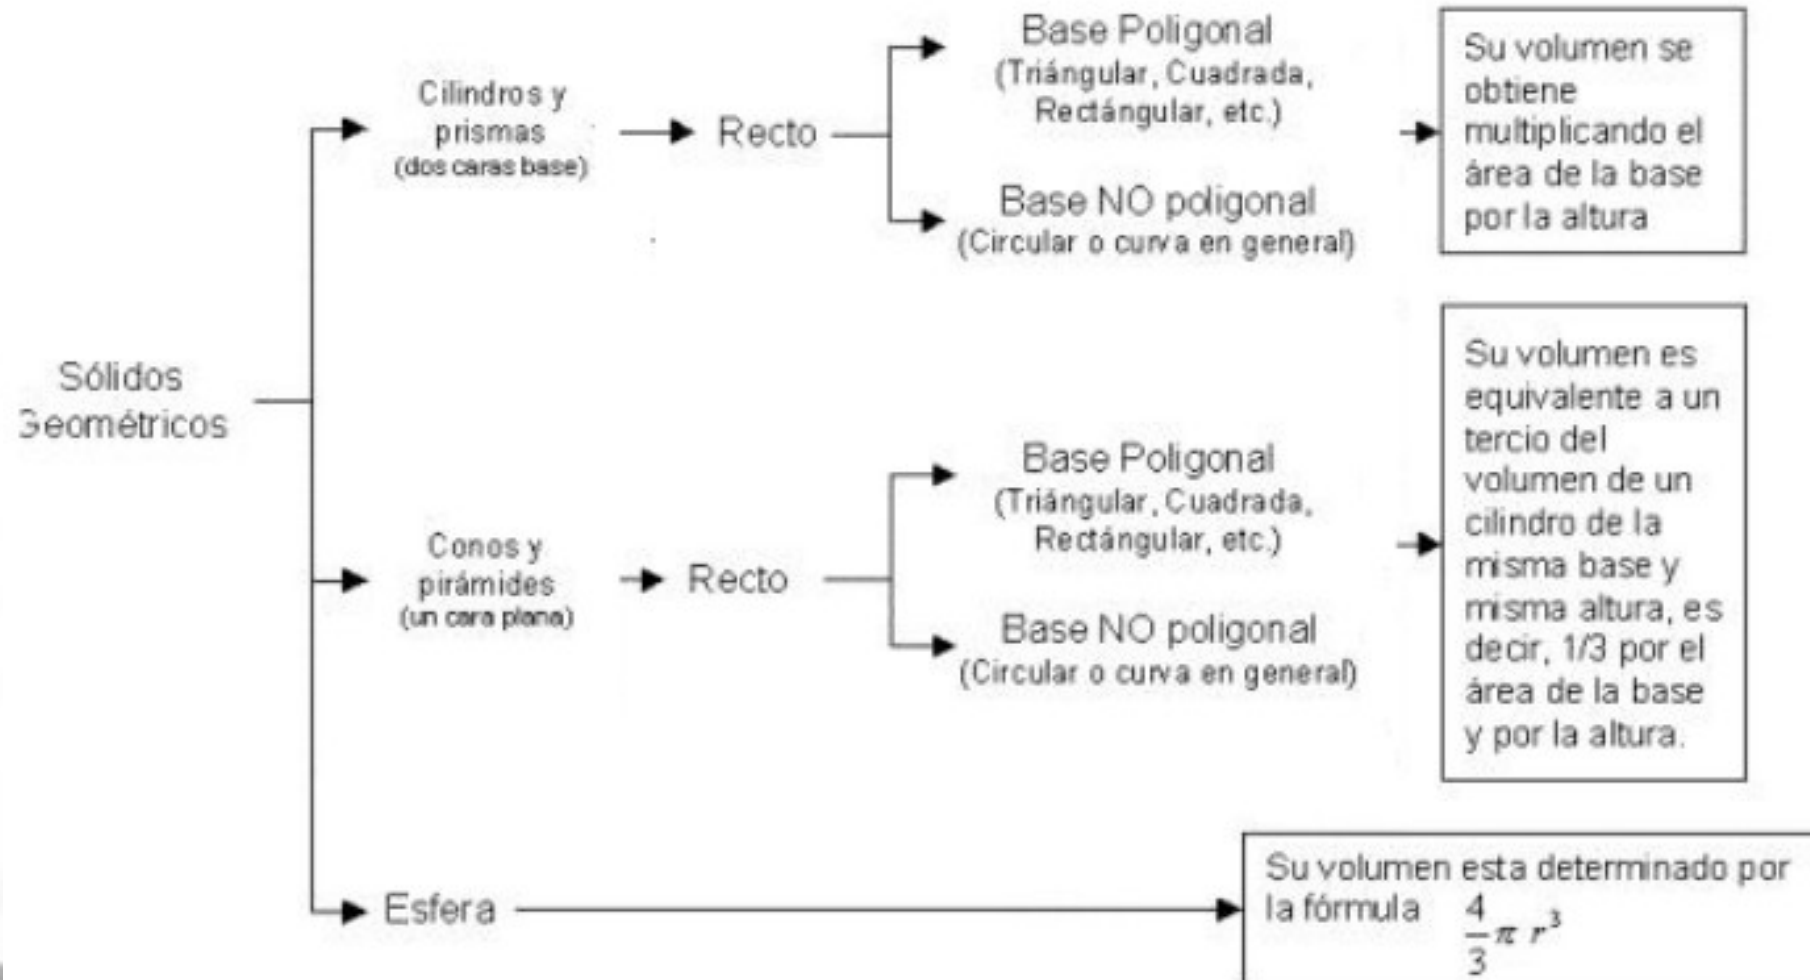 Sólidos
Geométricos
Cilindros y
prismas
(dos caras base)
Recto
Base Poligonal
(Triángular, Cuadrada,
Rectángular, etc.)
Base NO poligonal
(Circular o curva en general)
Su volumen se
obtiene
multiplicando el
área de la base
por la altura
Conos y
pirámides
(un cara plana)
Recto
Base Poligonal
(Triángular, Cuadrada,
Rectángular, etc.)
Base NO poligonal
(Circular o curva en general)
Su volumen es
equivalente a un
tercio del
volumen de un
cilindro de la
misma base y
misma altura, es
decir, 1/3 por el
área de la base
y por la altura.
Esfera
Su volumen esta determinado por
la fórmula 4/3 π r³